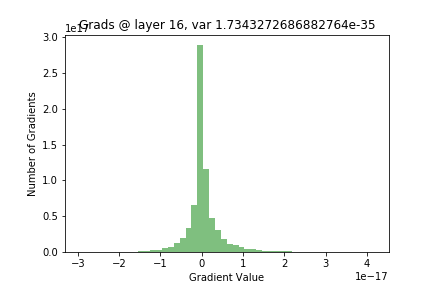 Grads @ layer 16, var 1.7343272686882764e-35
1e17
3.0
2.5
2.0
1.5
1.0
0.5
0.0
Number of Gradients
−3 −2 −1 0 1 2 3 4
1e−17
Gradient Value